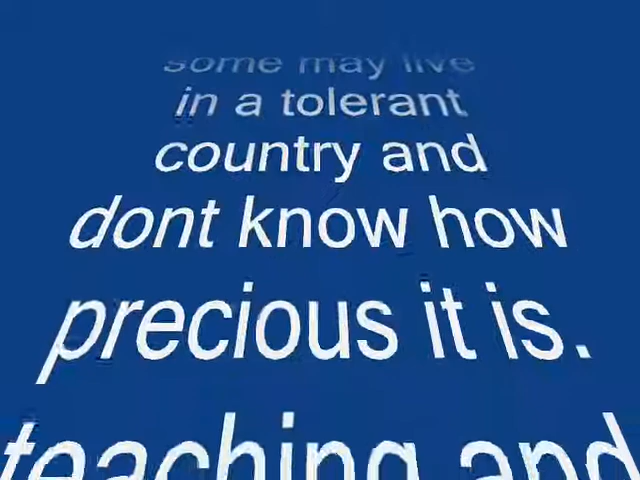 some may live
in a tolerant
country and
dont know how
precious it is.
teaching and